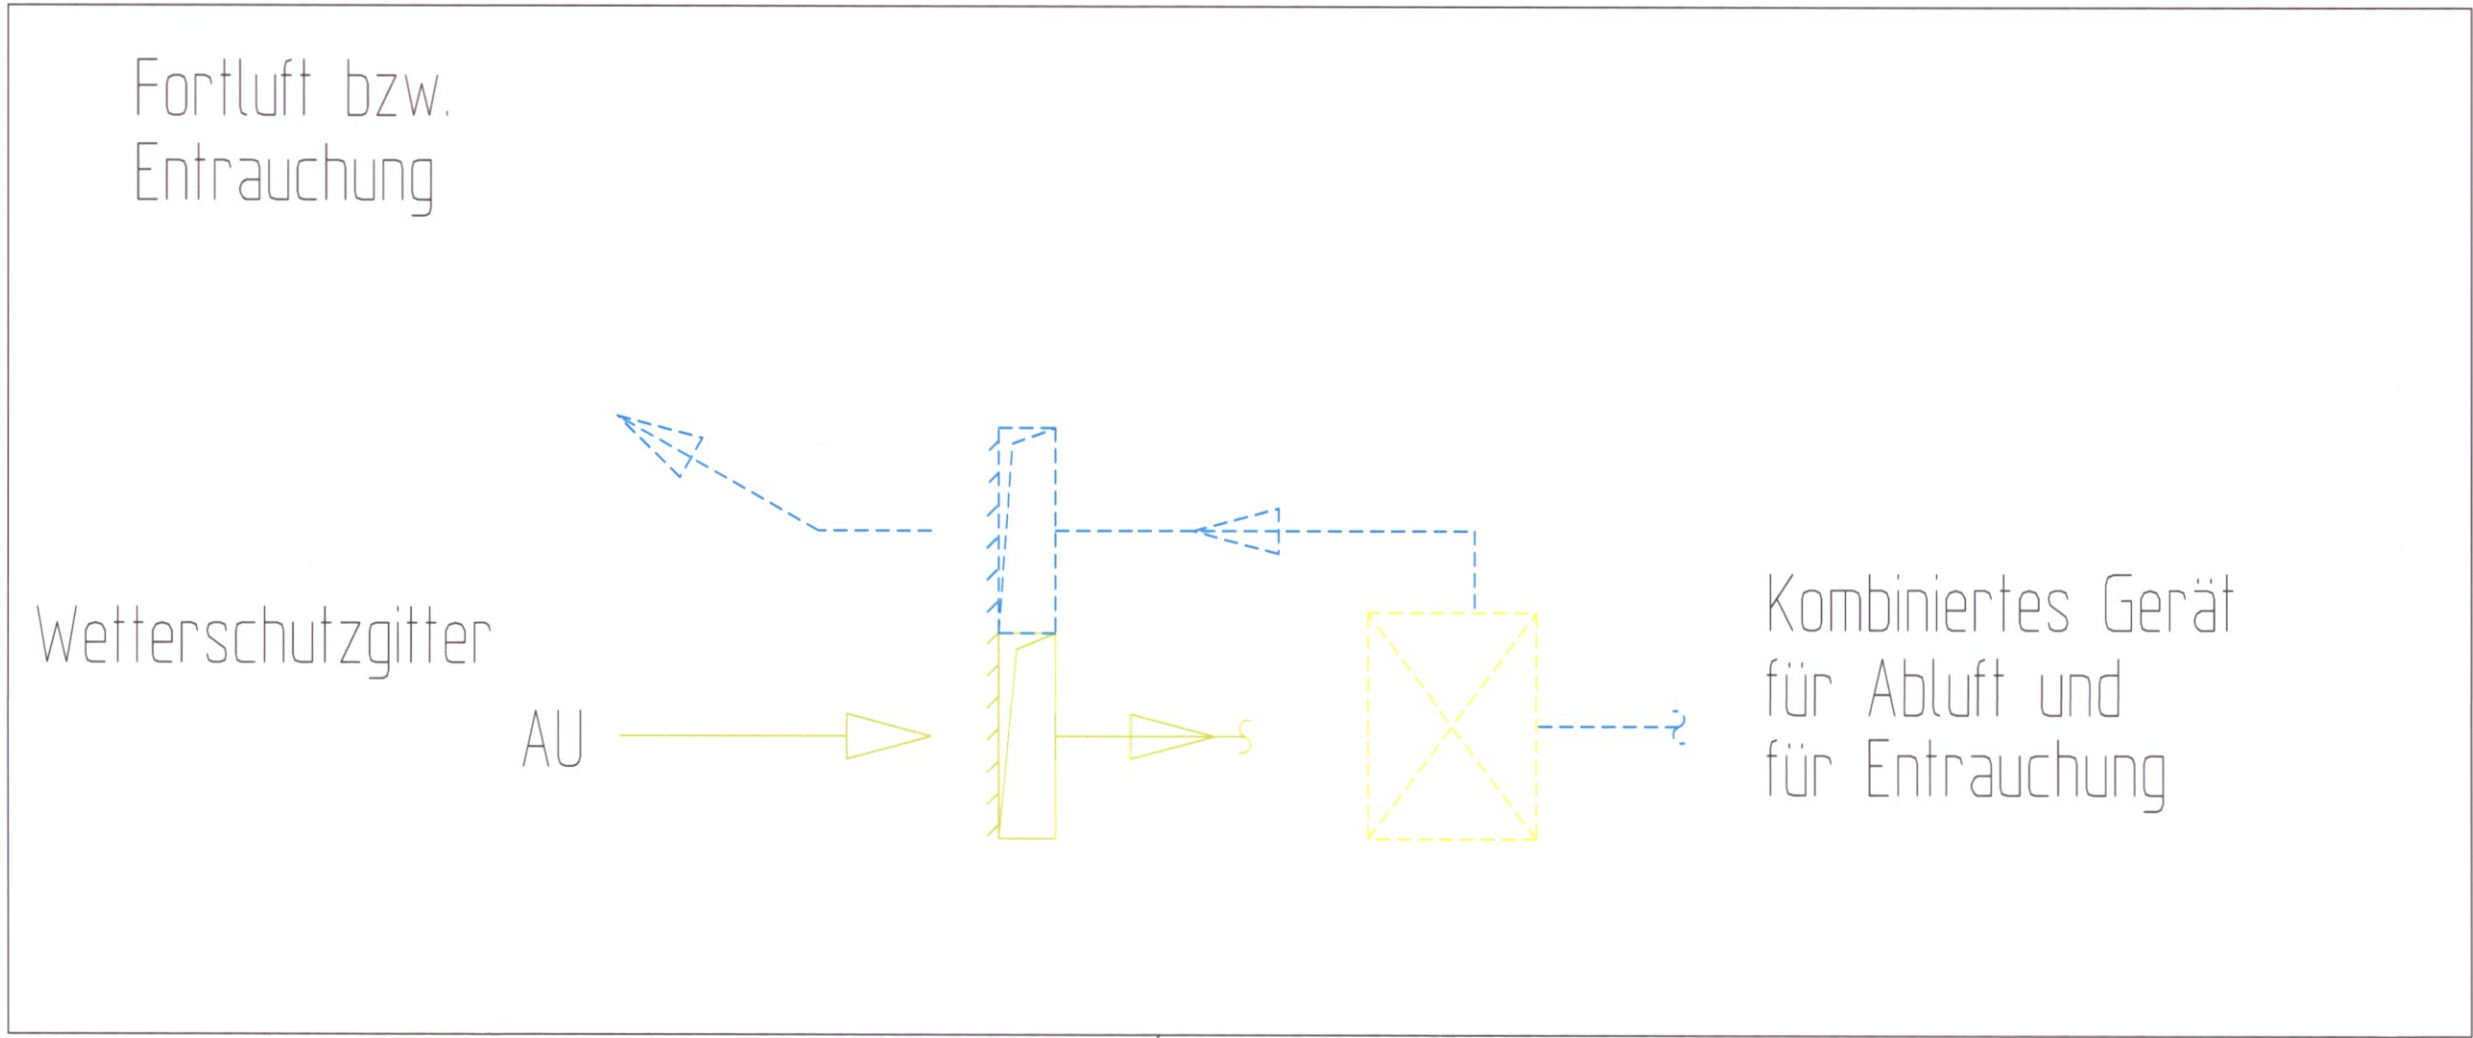 Fortluft bzw.
Entrauchung
Wetterschutzgitter
AU
Kombiniertes Gerät
für Abluft und
für Entrauchung